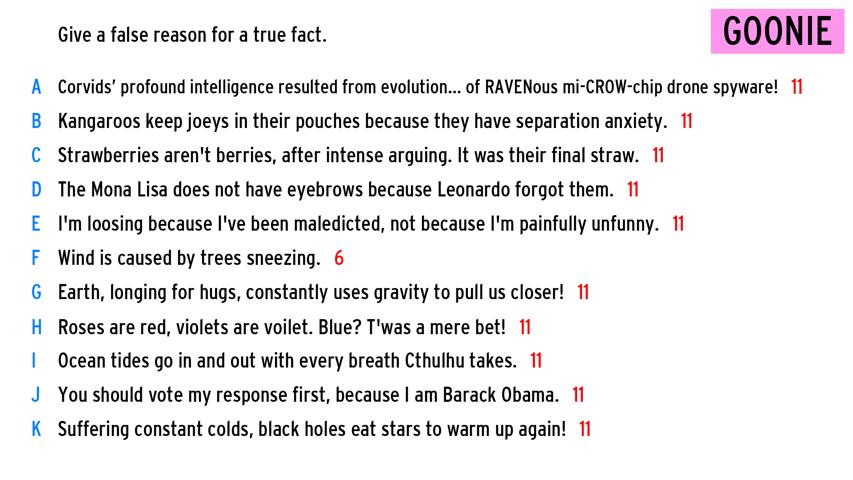 Give a false reason for a true fact.
GOONIE
A Corvids' profound intelligence resulted from evolution... of RAVENous mi-CROW-chip drone spyware! 11
B Kangaroos keep joeys in their pouches because they have separation anxiety. 11
C Strawberries aren't berries, after intense arguing. It was their final straw. 11
D The Mona Lisa does not have eyebrows because Leonardo forgot them. 11
E I'm loosing because I've been maledicted, not because I'm painfully unfunny. 11
F Wind is caused by trees sneezing. 6
G Earth, longing for hugs, constantly uses gravity to pull us closer! 11
H Roses are red, violets are voilet. Blue? T'was a mere bet! 11
I Ocean tides go in and out with every breath Cthulhu takes. 11
J You should vote my response first, because I am Barack Obama. 11
K Suffering constant colds, black holes eat stars to warm up again! 11